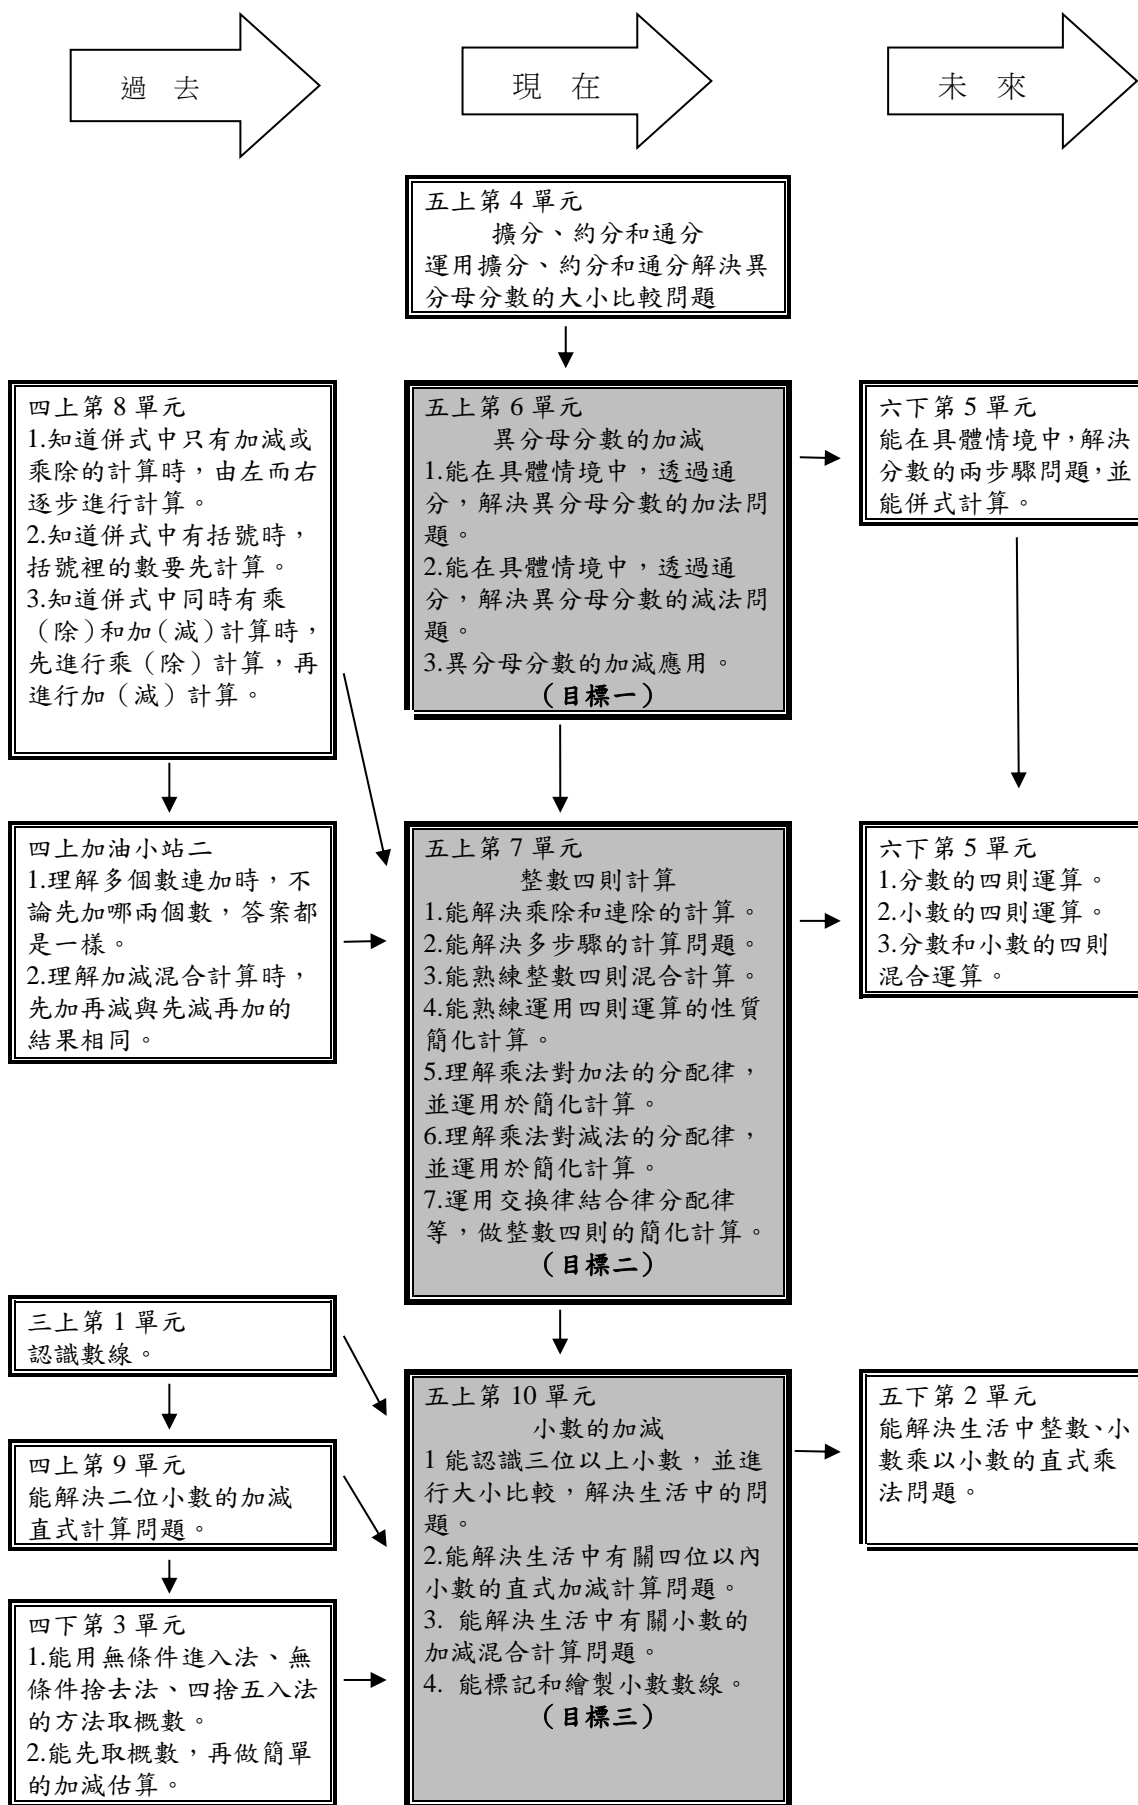 過 去
現 在
未 來
五上第 4 單元
擴分、約分和通分
運用擴分、約分和通分解決異
分母分數的大小比較問題
四上第 8 單元
1.知道併式中只有加減或
乘除的計算時，由左而右
逐步進行計算。
2.知道併式中有括號時，
括號裡的數要先計算。
3.知道併式中同時有乘
（除）和加（減）計算時，
先進行乘（除）計算，再
進行加（減）計算。
五上第 6 單元
異分母分數的加減
1.能在具體情境中，透過通
分，解決異分母分數的加法問
題。
2.能在具體情境中，透過通
分，解決異分母分數的減法問
題。
3.異分母分數的加減應用。
（目標一）
六下第 5 單元
能在具體情境中，解決
分數的兩步驟問題，並
能併式計算。
四上加油小站二
1.理解多個數連加時，不
論先加哪兩個數，答案都
是一樣。
2.理解加減混合計算時，
先加再減與先減再加的
結果相同。
五上第 7 單元
整數四則計算
1.能解決乘除和連除的計算。
2.能解決多步驟的計算問題。
3.能熟練整數四則混合計算。
4.能熟練運用四則運算的性質
簡化計算。
5.理解乘法對加法的分配律，
並運用於簡化計算。
6.理解乘法對減法的分配律，
並運用於簡化計算。
7.運用交換律結合律分配律
等，做整數四則的簡化計算。
（目標二）
六下第 5 單元
1.分數的四則運算。
2.小數的四則運算。
3.分數和小數的四則
混合運算。
三上第 1 單元
認識數線。
四上第 9 單元
能解決二位小數的加減
直式計算問題。
四下第 3 單元
1.能用無條件進入法、無
條件捨去法、四捨五入法
的方法取概數。
2.能先取概數，再做簡單
的加減估算。
五上第 10 單元
小數的加減
1 能認識三位以上小數，並進
行大小比較，解決生活中的問
題。
2.能解決生活中有關四位以內
小數的直式加減計算問題。
3. 能解決生活中有關小數的
加減混合計算問題。
4. 能標記和繪製小數數線。
（目標三）
五下第 2 單元
能解決生活中整數、小
數乘以小數的直式乘
法問題。